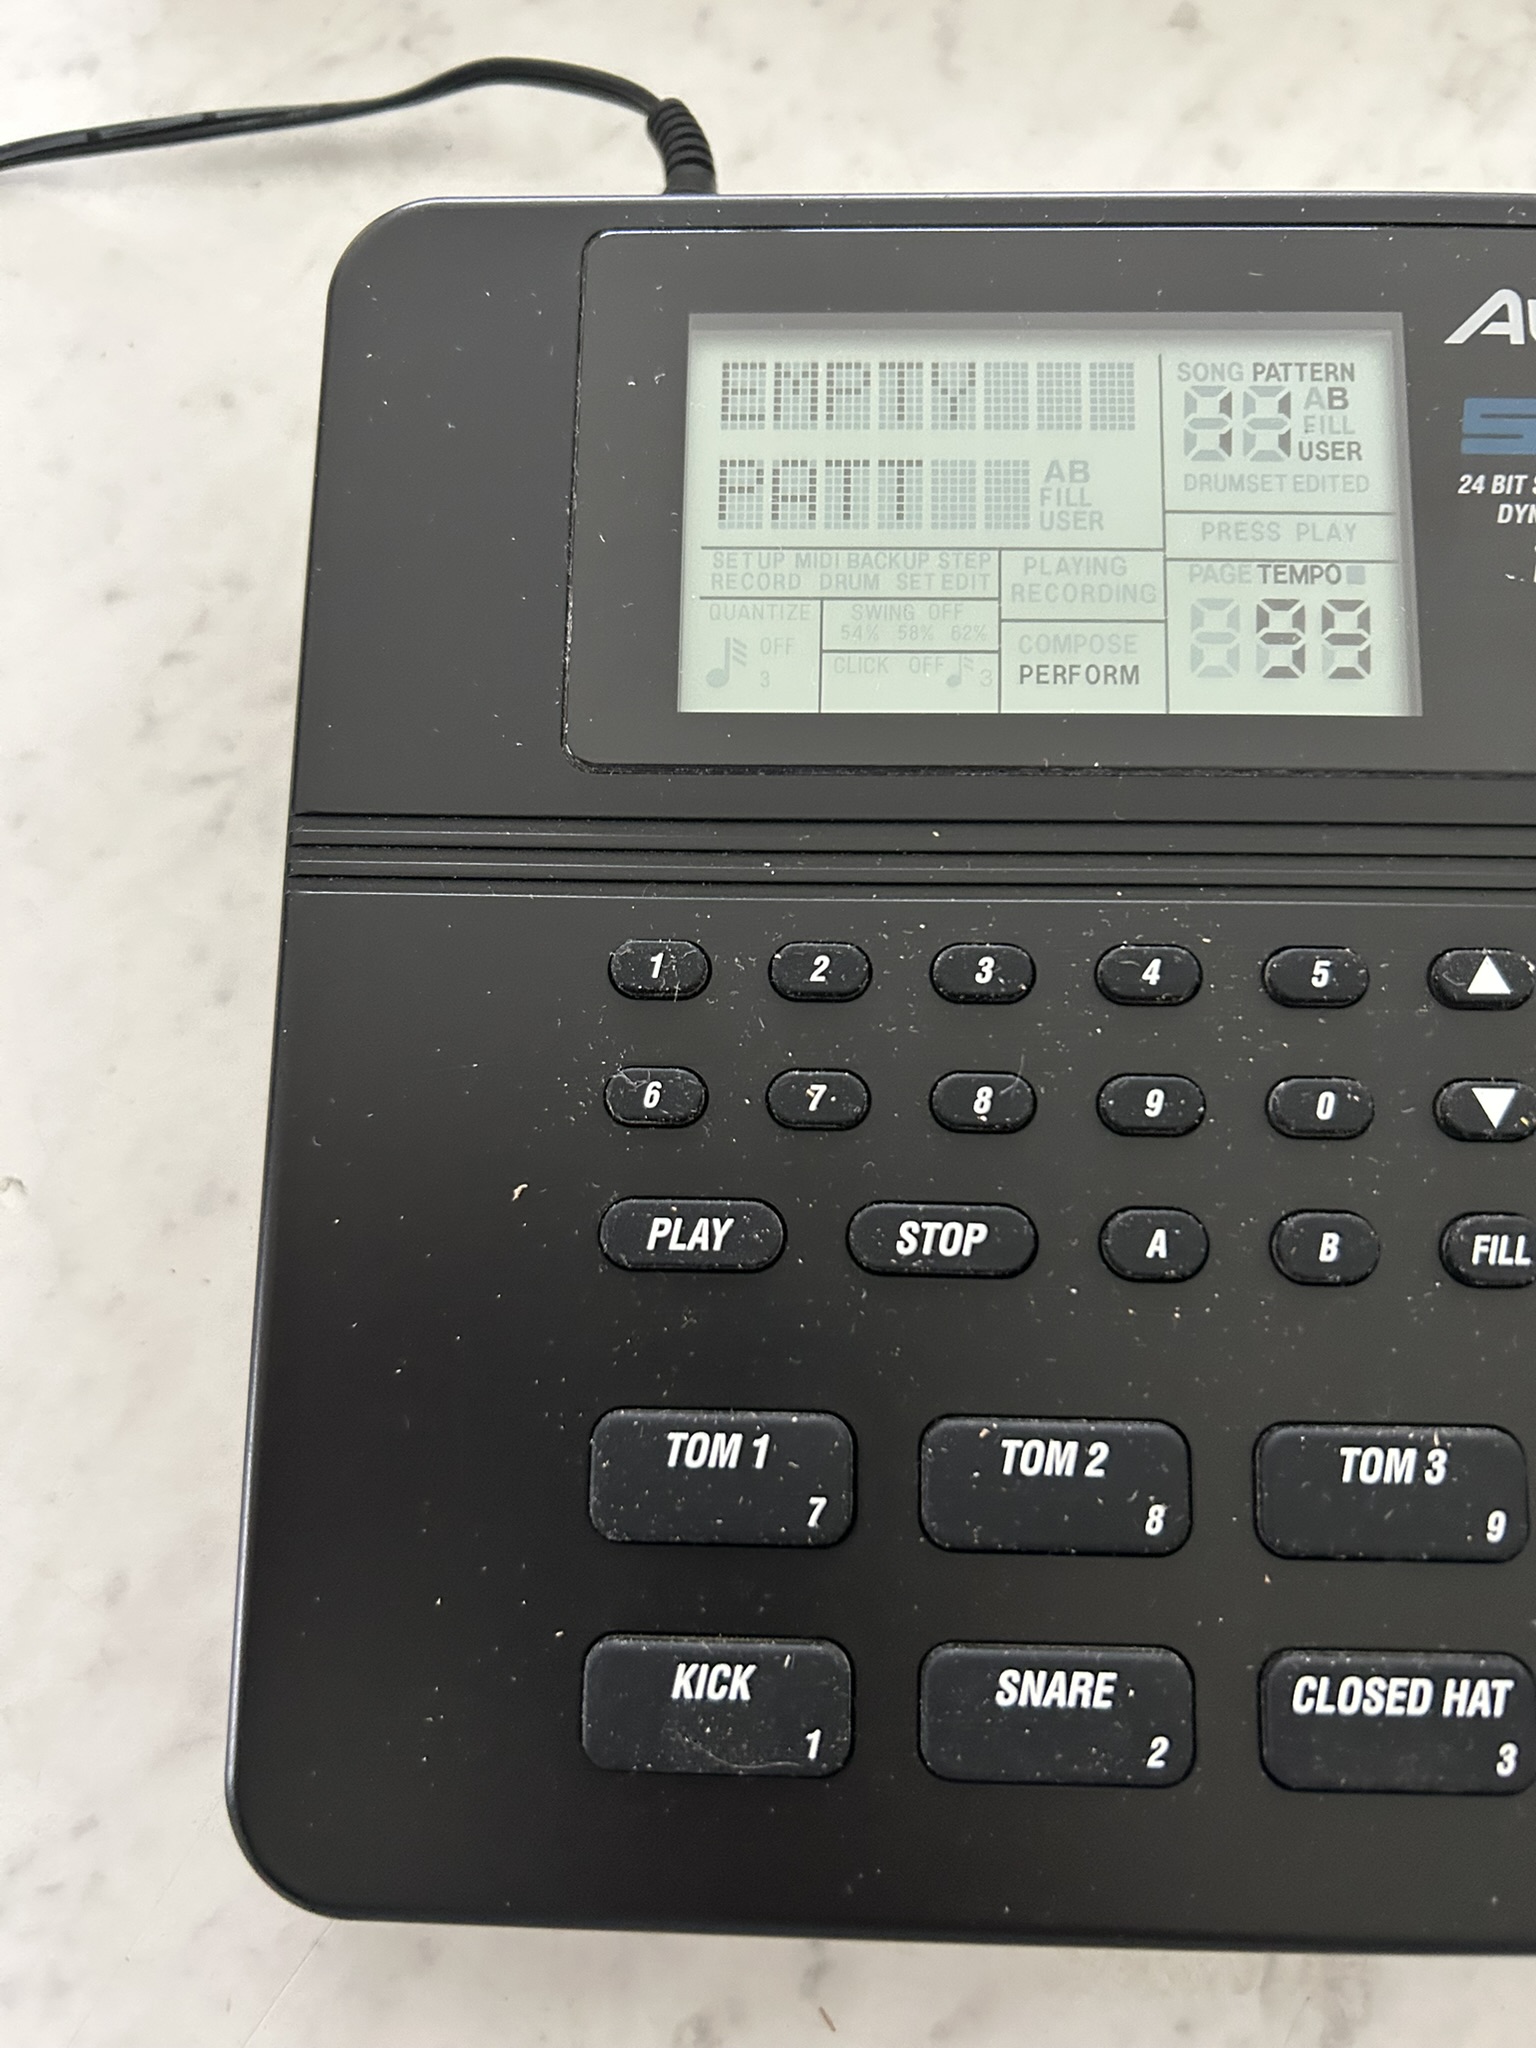 EMPTY
PATT
AB
FILL
USER
SONG PATTERN
AB
FILL
USER
DRUMSET EDITED
PRESS PLAY
SET UP MIDI BACKUP STEP
RECORD DRUM SET EDIT
PLAYING
RECORDING
PAGE TEMPO
99
QUANTIZE
OFF
3
SWING OFF
54% 58% 62%
CLICK OFF 3
COMPOSE
PERFORM
24 BIT
1 2 3 4 5 ▲
6 7 8 9 0 ▼
PLAY STOP A B FILL
TOM 1 7
TOM 2 8
TOM 3 9
KICK 1
SNARE 2
CLOSED HAT 3